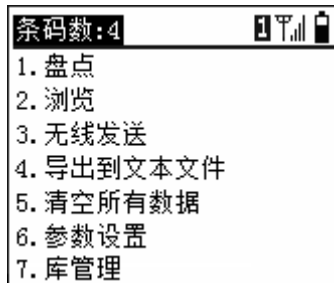 条码数:4 1
1.盘点
2.浏览
3.无线发送
4.导出到文本文件
5.清空所有数据
6.参数设置
7.库管理